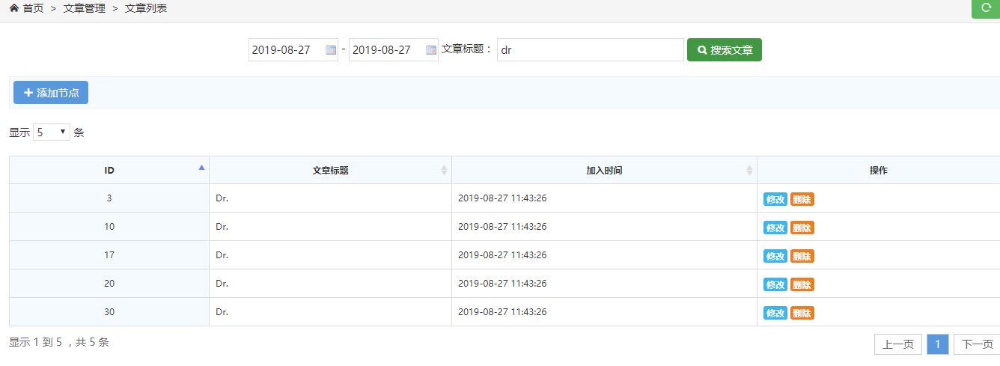 首页 > 文章管理 > 文章列表
2019-08-27 - 2019-08-27 文章标题： dr 搜索文章
添加节点
显示 5 条
ID 文章标题 加入时间 操作
3 Dr. 2019-08-27 11:43:26 修改 删除
10 Dr. 2019-08-27 11:43:26 修改 删除
17 Dr. 2019-08-27 11:43:26 修改 删除
20 Dr. 2019-08-27 11:43:26 修改 删除
30 Dr. 2019-08-27 11:43:26 修改 删除
显示 1 到 5 ，共 5 条 上一页 1 下一页